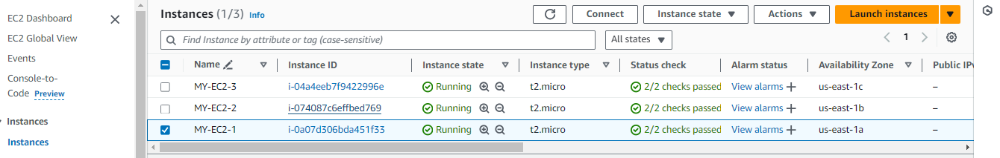 EC2 Dashboard
EC2 Global View
Events
Console-to-
Code Preview
Instances
Instances
Instances (1/3) Info
Connect Instance state Actions Launch instances
Find Instance by attribute or tag (case-sensitive) All states 1
Name Instance ID Instance state Instance type Status check Alarm status Availability Zone Public IPv
MY-EC2-3 i-04a4eeb7f9422996e Running t2.micro 2/2 checks passed View alarms us-east-1c –
MY-EC2-2 i-074087c6effbed769 Running t2.micro 2/2 checks passed View alarms us-east-1b –
MY-EC2-1 i-0a07d306bda451f33 Running t2.micro 2/2 checks passed View alarms us-east-1a –